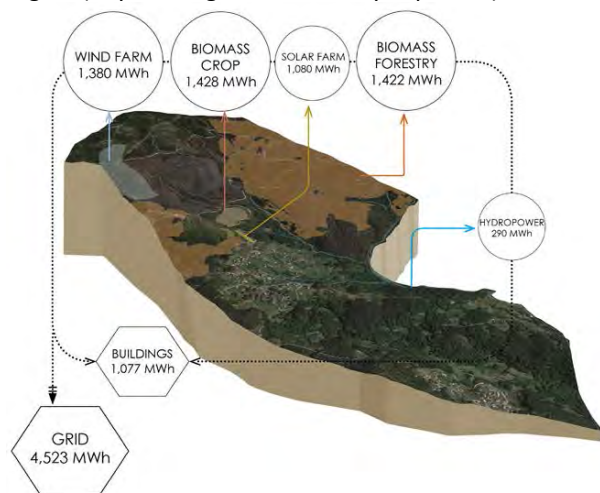 WIND FARM
1,380 MWh
BIOMASS
CROP
1,428 MWh
SOLAR FARM
1,080 MWh
BIOMASS
FORESTRY
1,422 MWh
HYDROPOWER
290 MWh
BUILDINGS
1,077 MWh
GRID
4,523 MWh